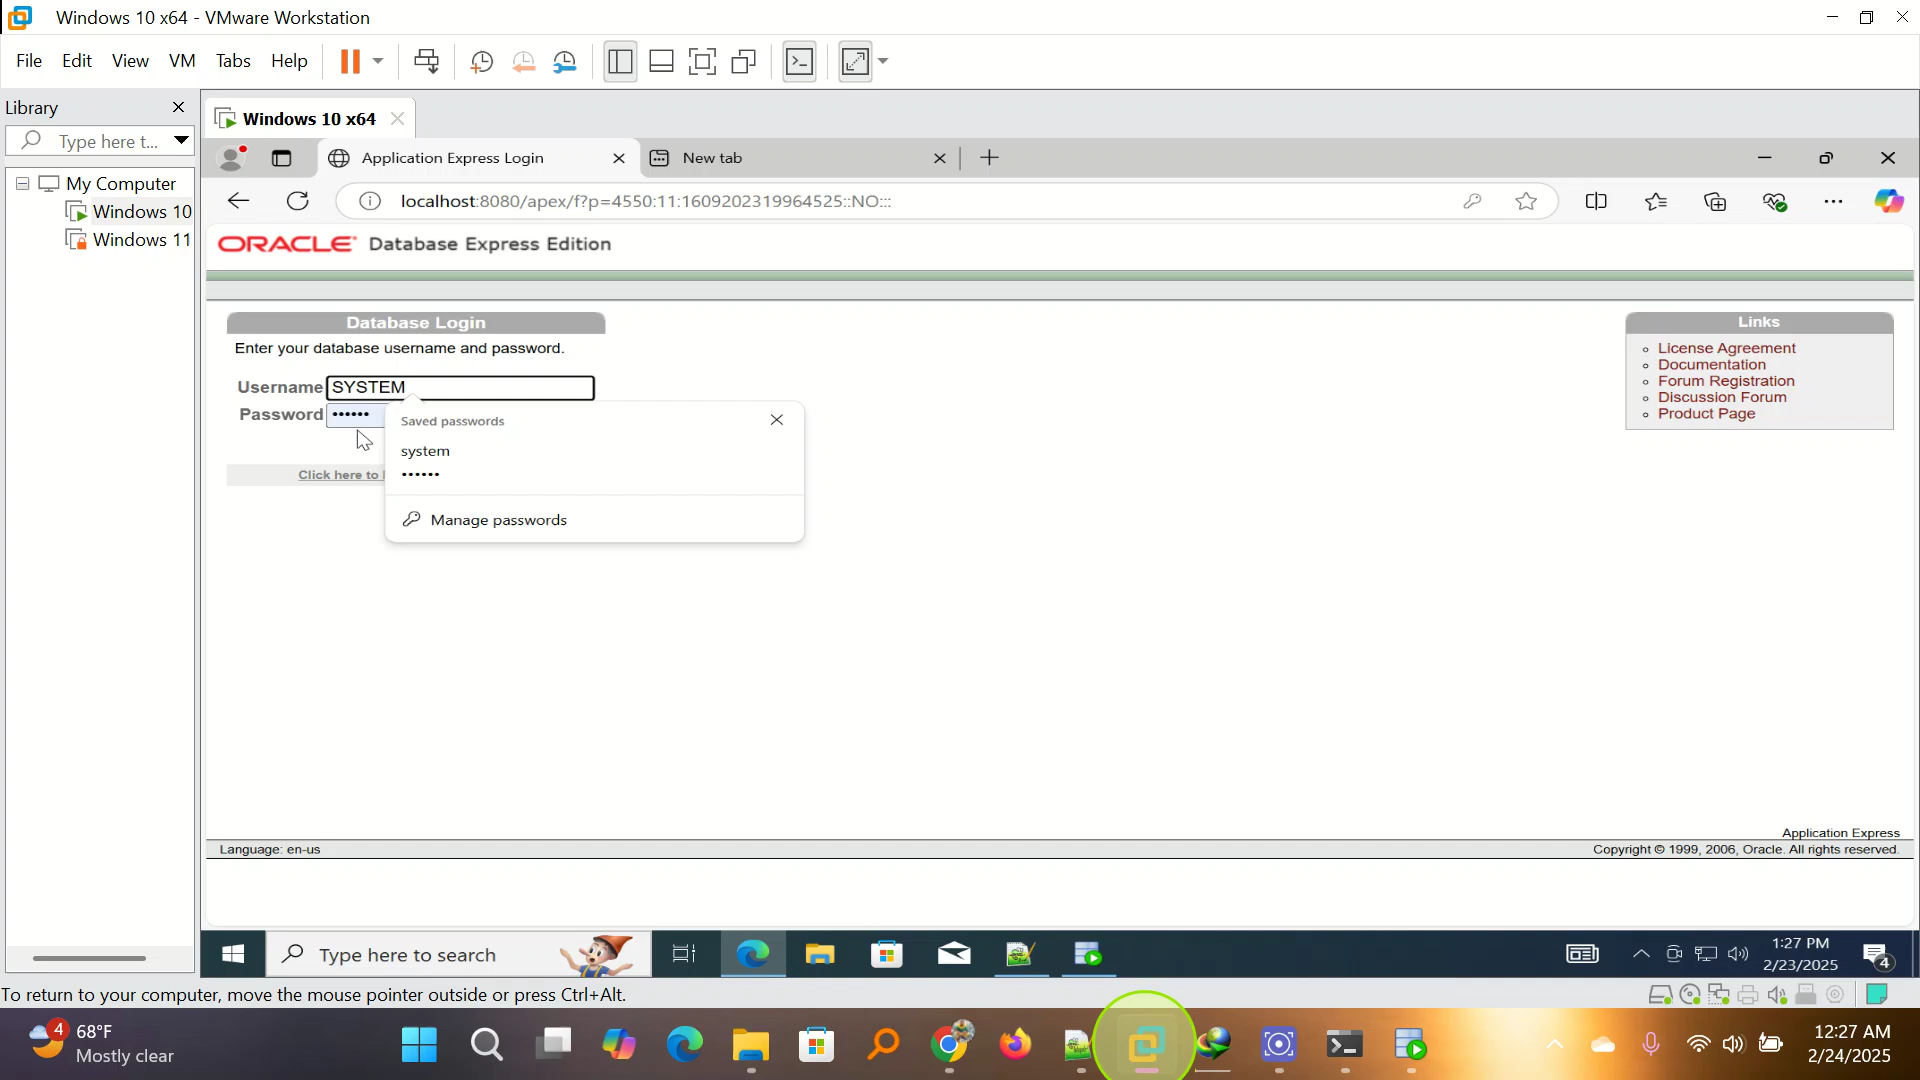 Windows 10 x64 - VMware Workstation
File Edit View VM Tabs Help
Library
Type here t...
My Computer
Windows 10
Windows 11
Windows 10 x64
Application Express Login
New tab
localhost:8080/apex/f?p=4550:11:1609202319964525::NO:::
ORACLE Database Express Edition
Database Login
Enter your database username and password.
Username SYSTEM
Password ••••••
Saved passwords
system
••••••
Manage passwords
Click here to
Links
License Agreement
Documentation
Forum Registration
Discussion Forum
Product Page
Application Express
Language: en-us
Copyright © 1999, 2006, Oracle. All rights reserved.
Type here to search
1:27 PM
2/23/2025
4
To return to your computer, move the mouse pointer outside or press Ctrl+Alt.
4
68°F
Mostly clear
12:27 AM
2/24/2025